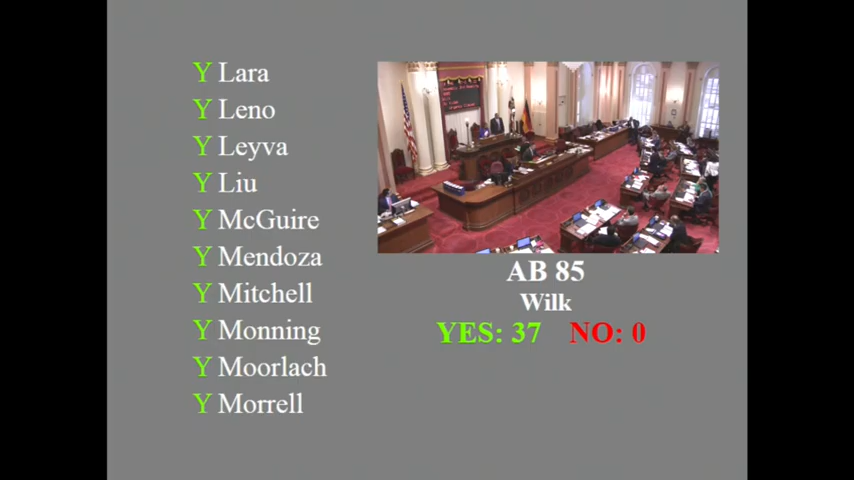 Y Lara
Y Leno
Y Leyva
Y Liu
Y McGuire
Y Mendoza
Y Mitchell
Y Monning
Y Moorlach
Y Morrell
AB 85
Wilk
YES: 37 NO: 0